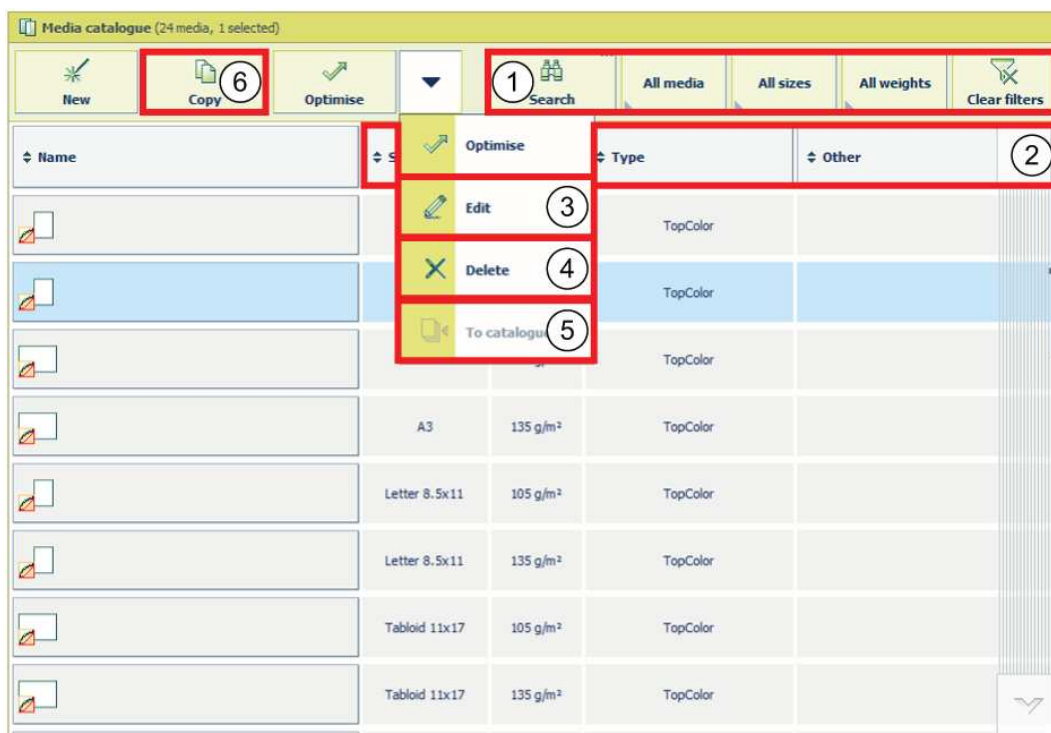 Media catalogue (24 media, 1 selected)
New
6
Copy
Optimise
1
Search
All media
All sizes
All weights
Clear filters
Name
Type
Other
2
Optimise
Edit
3
Delete
4
To catalogue
5
TopColor
TopColor
TopColor
A3 135 g/m² TopColor
Letter 8.5x11 105 g/m² TopColor
Letter 8.5x11 135 g/m² TopColor
Tabloid 11x17 105 g/m² TopColor
Tabloid 11x17 135 g/m² TopColor